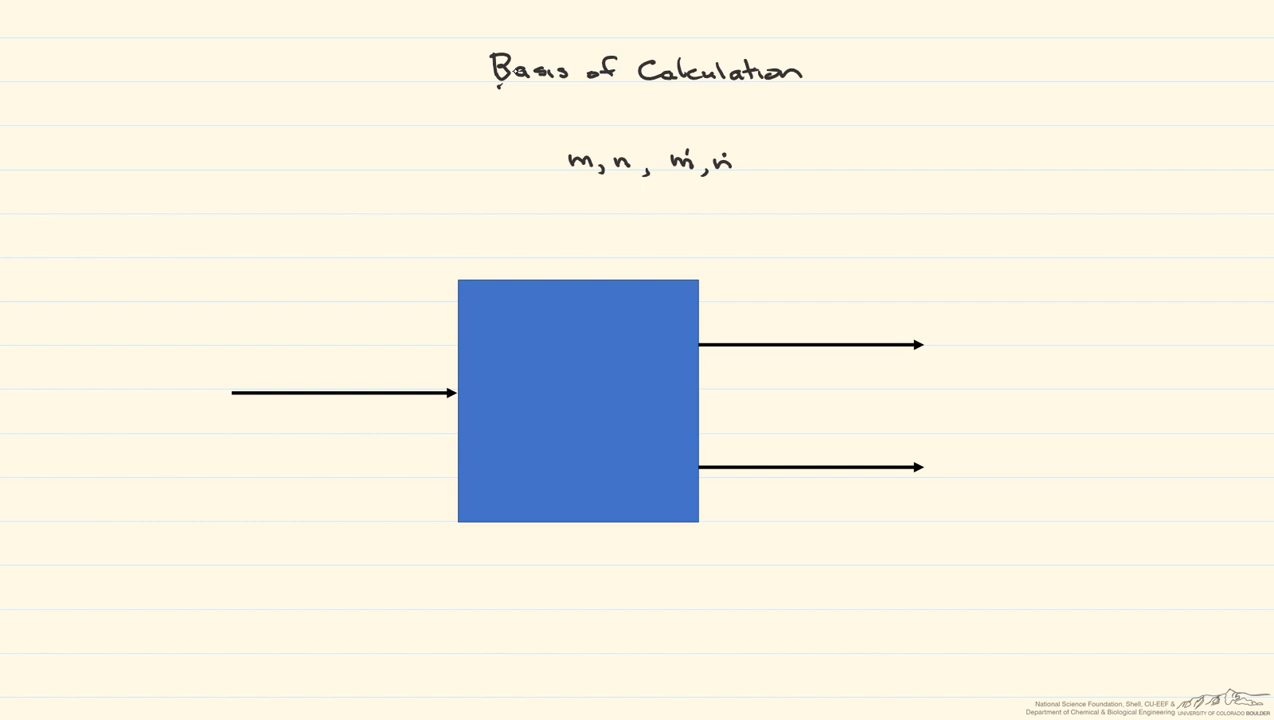 Basis of Calculation
m, n, ṁ, ṅ
National Science Foundation, Shell, CU-EEF &
Department of Chemical & Biological Engineering UNIVERSITY OF COLORADO BOULDER